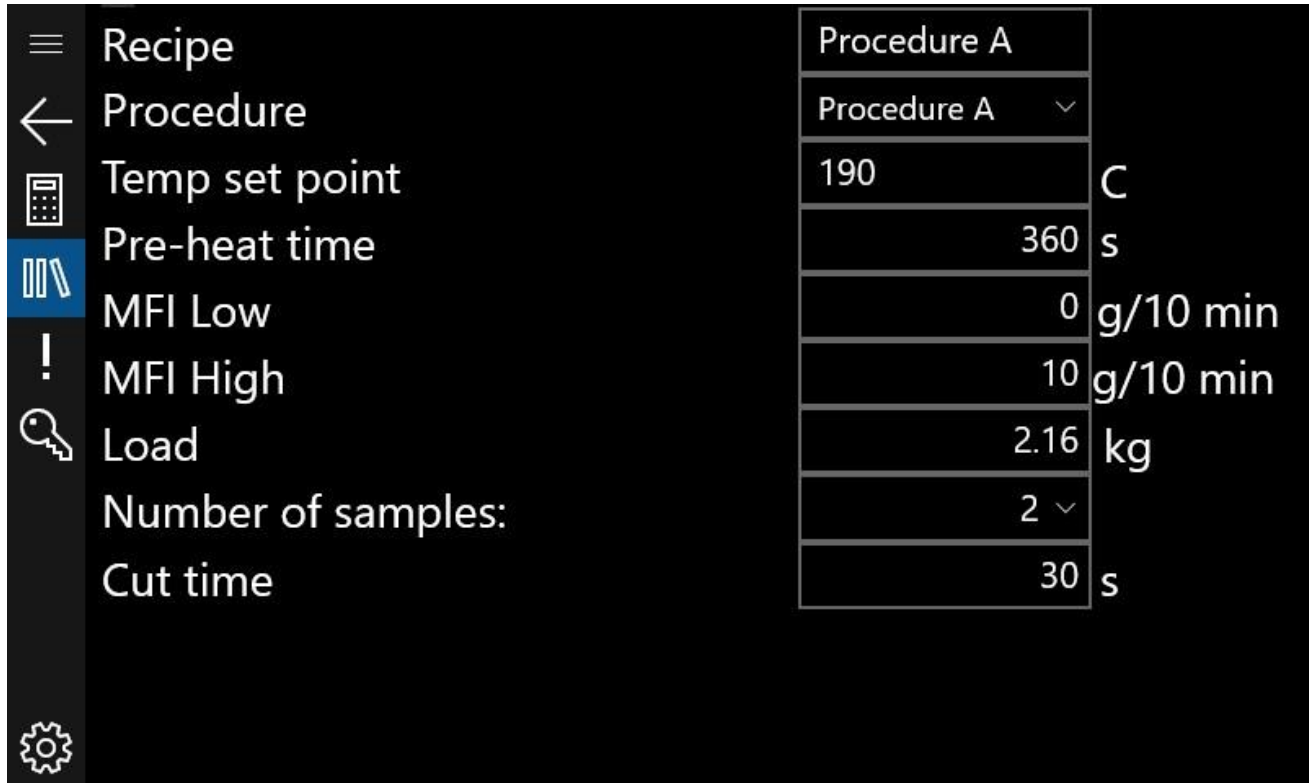 Recipe Procedure A
Procedure Procedure A
Temp set point 190 C
Pre-heat time 360 s
MFI Low 0 g/10 min
MFI High 10 g/10 min
Load 2.16 kg
Number of samples: 2
Cut time 30 s